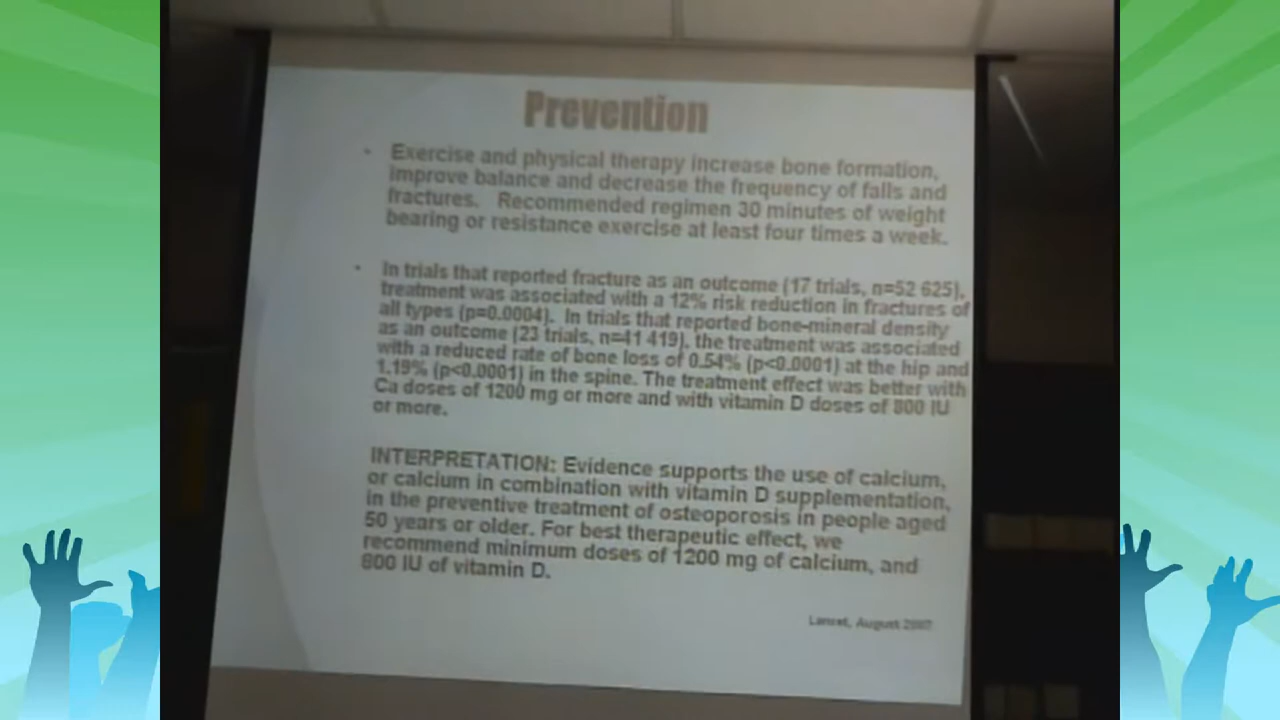 Prevention
• Exercise and physical therapy increase bone formation,
improve balance and decrease the frequency of falls and
fractures. Recommended regimen 30 minutes of weight
bearing or resistance exercise at least four times a week.
• In trials that reported fracture as an outcome (17 trials, n=52 625),
treatment was associated with a 12% risk reduction in fractures of
all types (p=0.0004). In trials that reported bone-mineral density
as an outcome (23 trials, n=41 419), the treatment was associated
with a reduced rate of bone loss of 0.54% (p<0.0001) at the hip and
1.19% (p<0.0001) in the spine. The treatment effect was better with
Ca doses of 1200 mg or more and with vitamin D doses of 800 IU
or more.
INTERPRETATION: Evidence supports the use of calcium,
or calcium in combination with vitamin D supplementation,
in the preventive treatment of osteoporosis in people aged
50 years or older. For best therapeutic effect, we
recommend minimum doses of 1200 mg of calcium, and
800 IU of vitamin D.
Lancet, August 2007